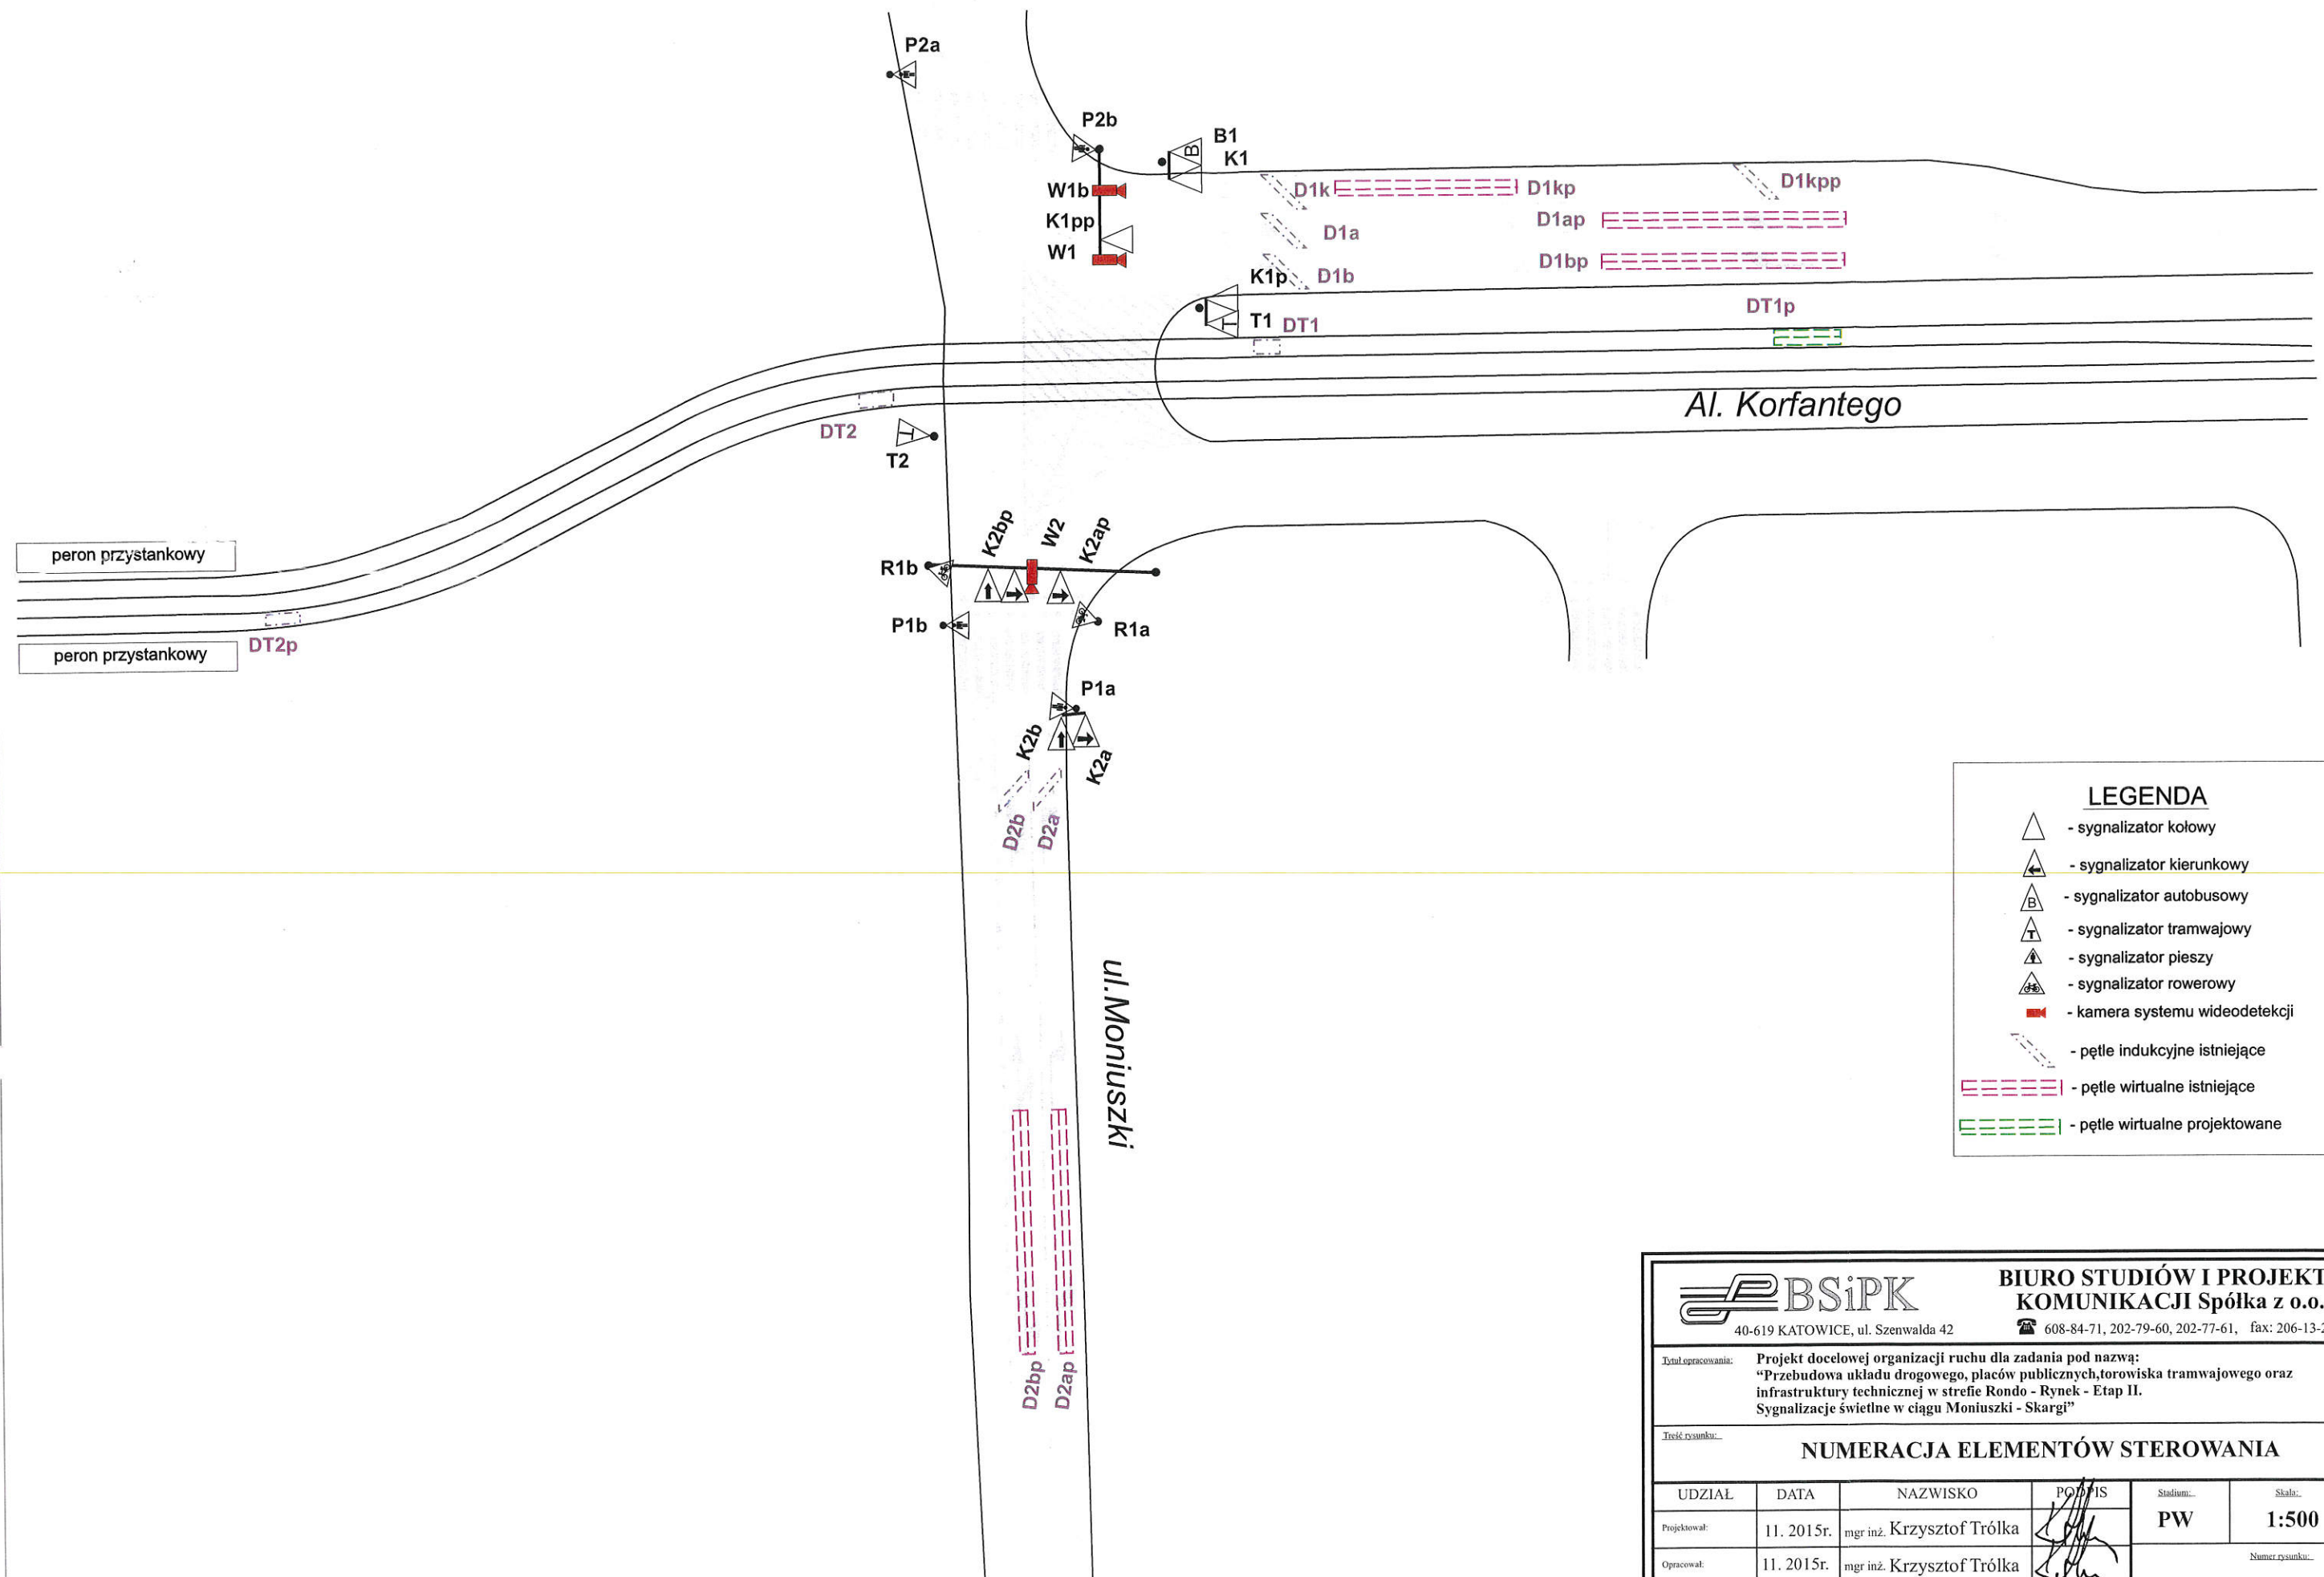 P2a
P2b
B1
B
K1
W1b
K1pp
W1
D1k
D1kp
D1kpp
D1a
D1ap
D1b
D1bp
K1p
T1
T
DT1
DT1p
Al. Korfantego
DT2
T
T2
K2bp
W2
K2ap
R1b
P1b
R1a
peron przystankowy
peron przystankowy
DT2p
P1a
K2b
K2a
D2b
D2a
ul.Moniuszki
D2bp
D2ap
LEGENDA
- sygnalizator kołowy
- sygnalizator kierunkowy
B - sygnalizator autobusowy
T - sygnalizator tramwajowy
- sygnalizator pieszy
- sygnalizator rowerowy
- kamera systemu wideodetekcji
- pętle indukcyjne istniejące
- pętle wirtualne istniejące
- pętle wirtualne projektowane
BSiPK
BIURO STUDIÓW I PROJEKT
KOMUNIKACJI Spółka z o.o.
40-619 KATOWICE, ul. Szenwalda 42
608-84-71, 202-79-60, 202-77-61, fax: 206-13-2
Tytuł opracowania:
Projekt docelowej organizacji ruchu dla zadania pod nazwą:
“Przebudowa układu drogowego, placów publicznych,torowiska tramwajowego oraz
infrastruktury technicznej w strefie Rondo - Rynek - Etap II.
Sygnalizacje świetlne w ciągu Moniuszki - Skargi”
Treść rysunku:
NUMERACJA ELEMENTÓW STEROWANIA
UDZIAŁ DATA NAZWISKO PODPIS Stadium: Skala:
Projektował: 11. 2015r. mgr inż. Krzysztof Trólka PW 1:500
Opracował: 11. 2015r. mgr inż. Krzysztof Trólka Numer rysunku: